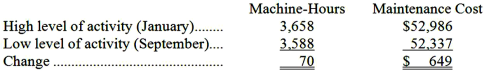 Machine-Hours Maintenance Cost
High level of activity (January)........ 3,658 $52,986
Low level of activity (September).... 3,588 52,337
Change ............................................... 70 $ 649